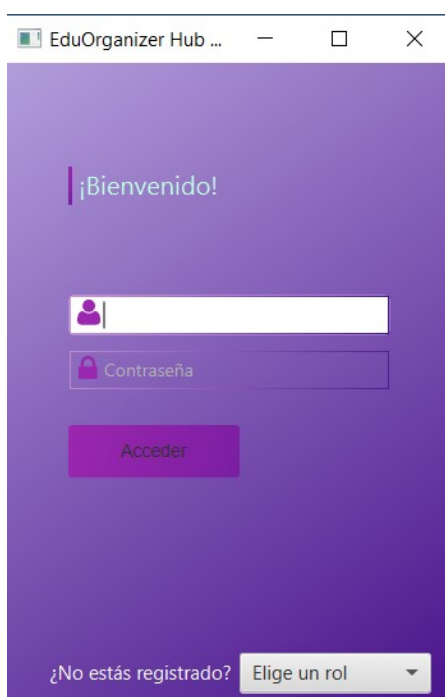 EduOrganizer Hub ...
¡Bienvenido!
Contraseña
Acceder
¿No estás registrado? Elige un rol